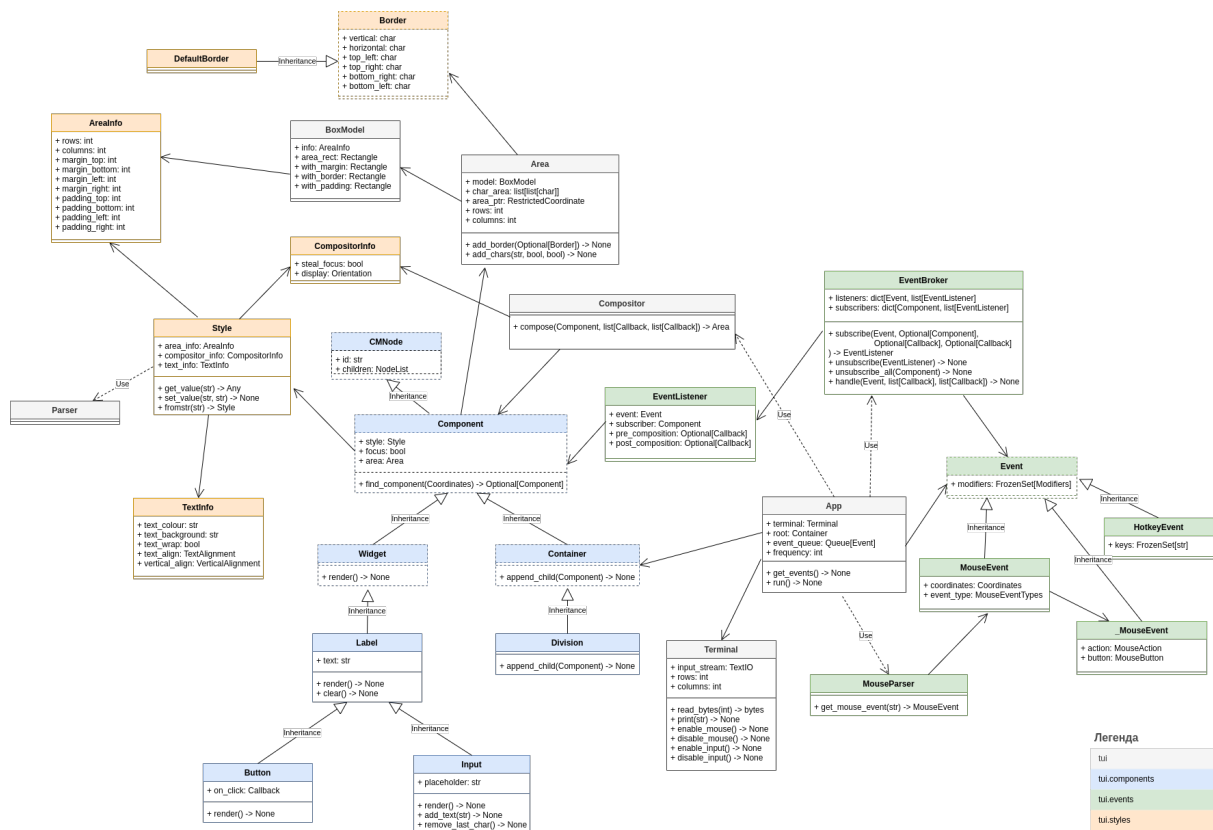 Border
+ vertical: char
+ horizontal: char
+ top_left: char
+ top_right: char
+ bottom_right: char
+ bottom_left: char
DefaultBorder
Inheritance
AreaInfo
+ rows: int
+ columns: int
+ margin_top: int
+ margin_bottom: int
+ margin_left: int
+ margin_right: int
+ padding_top: int
+ padding_bottom: int
+ padding_left: int
+ padding_right: int
BoxModel
+ info: AreaInfo
+ area_rect: Rectangle
+ with_margin: Rectangle
+ with_border: Rectangle
+ with_padding: Rectangle
Area
+ model: BoxModel
+ char_area: list[list[char]]
+ area_ptr: RestrictedCoordinate
+ rows: int
+ columns: int
+ add_border(Optional[Border]) -> None
+ add_chars(str, bool, bool) -> None
CompositorInfo
+ steal_focus: bool
+ display: Orientation
Compositor
+ compose(Component, list[Callback, list[Callback]) -> Area
EventBroker
+ listeners: dict[Event, list[EventListener]
+ subscribers: dict[Component, list[EventListener]
+ subscribe(Event, Optional[Component],
Optional[Callback], Optional[Callback]
) -> EventListener
+ unsubscribe(EventListener) -> None
+ unsubscribe_all(Component) -> None
+ handle(Event, list[Callback], list[Callback]) -> None
Style
+ area_info: AreaInfo
+ compositor_info: CompositorInfo
+ text_info: TextInfo
+ get_value(str) -> Any
+ set_value(str, str) -> None
+ fromstr(str) -> Style
Use
Parser
CMNode
+ id: str
+ children: NodeList
Inheritance
Component
+ style: Style
+ focus: bool
+ area: Area
+ find_component(Coordinates) -> Optional[Component]
EventListener
+ event: Event
+ subscriber: Component
+ pre_composition: Optional[Callback]
+ post_composition: Optional[Callback]
Use
Use
Event
+ modifiers: FrozenSet[Modifiers]
Inheritance
Inheritance
Inheritance
HotkeyEvent
+ keys: FrozenSet[str]
TextInfo
+ text_colour: str
+ text_background: str
+ text_wrap: bool
+ text_align: TextAlignment
+ vertical_align: VerticalAlignment
Inheritance
Inheritance
App
+ terminal: Terminal
+ root: Container
+ event_queue: Queue[Event]
+ frequency: int
+ get_events() -> None
+ run() -> None
Widget
+ render() -> None
Container
+ append_child(Component) -> None
MouseEvent
+ coordinates: Coordinates
+ event_type: MouseEventTypes
Inheritance
Inheritance
_MouseEvent
+ action: MouseAction
+ button: MouseButton
Label
+ text: str
+ render() -> None
+ clear() -> None
Division
+ append_child(Component) -> None
Use
Terminal
+ input_stream: TextIO
+ rows: int
+ columns: int
+ read_bytes(int) -> bytes
+ print(str) -> None
+ enable_mouse() -> None
+ disable_mouse() -> None
+ enable_input() -> None
+ disable_input() -> None
MouseParser
+ get_mouse_event(str) -> MouseEvent
Inheritance
Inheritance
Button
+ on_click: Callback
+ render() -> None
Input
+ placeholder: str
+ render() -> None
+ add_text(str) -> None
+ remove_last_char() -> None
Легенда
tui
tui.components
tui.events
tui.styles